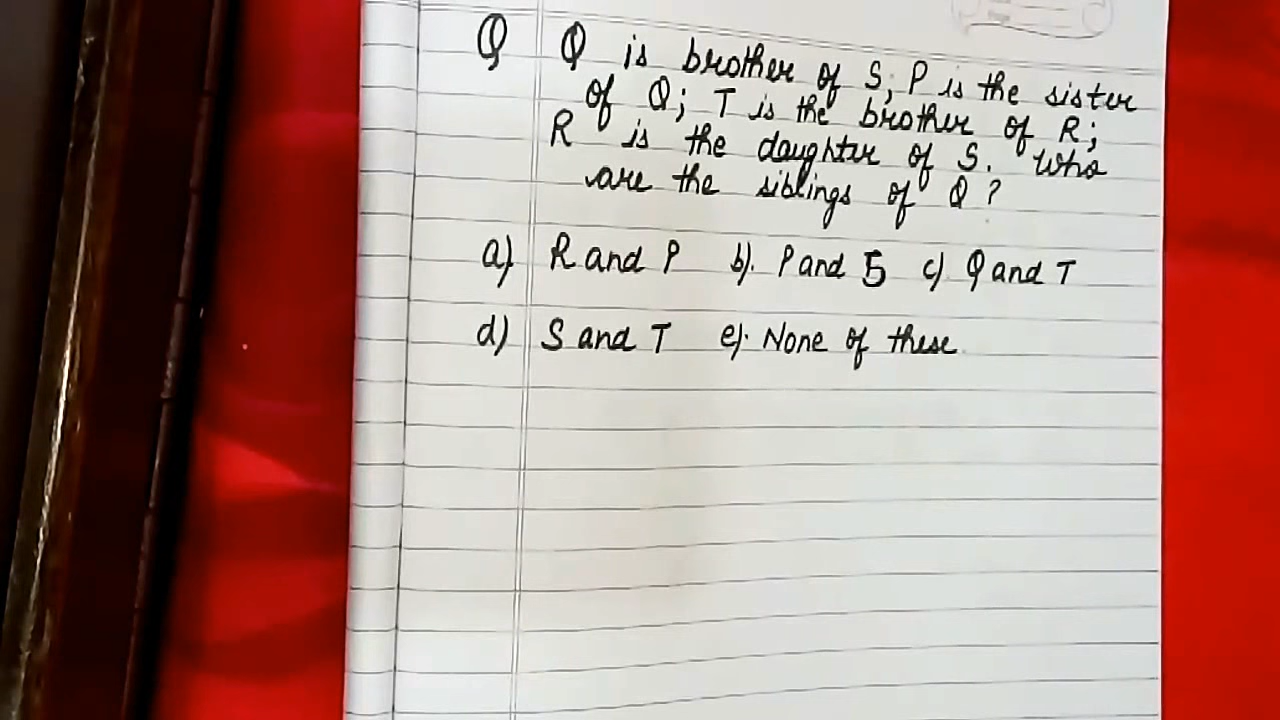 Q Q is brother of S; P is the sister
of Q; T is the brother of R;
R is the daughter of S. Who
are the siblings of Q?
a) R and P b). P and 5 c) Q and T
d) S and T e). None of these